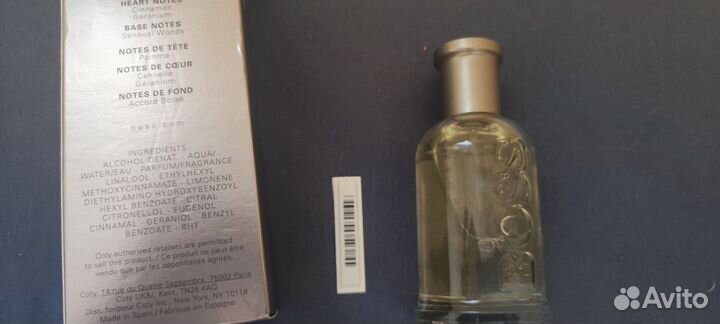 HEART NOTES
Cinnamon
Geranium
BASE NOTES
Sensual Woods
NOTES DE TÊTE
Pomme
NOTES DE CŒUR
Cannelle
Géranium
NOTES DE FOND
Accord Boisé
boss.com
INGREDIENTS:
ALCOHOL DENAT. - AQUA/
WATER/EAU - PARFUM/FRAGRANCE -
LINALOOL - ETHYLHEXYL
METHOXYCINNAMATE - LIMONENE -
DIETHYLAMINO HYDROXYBENZOYL
HEXYL BENZOATE - CITRAL
CITRONELLOL - EUGENOL -
CINNAMAL - GERANIOL - BENZYL
BENZOATE - BHT
Only authorized retailers are permitted
to sell this product. / Ce produit ne peut être
vendu que par les dépositaires agréés.
Coty, 14 rue du Quatre Septembre, 75002 Paris
Coty UK&I, Kent, TN25 4AQ
Dist. for/pour Coty Inc., New York, NY 10118
Made in Spain / Fabriqué en Espagne
BOSS
Avito